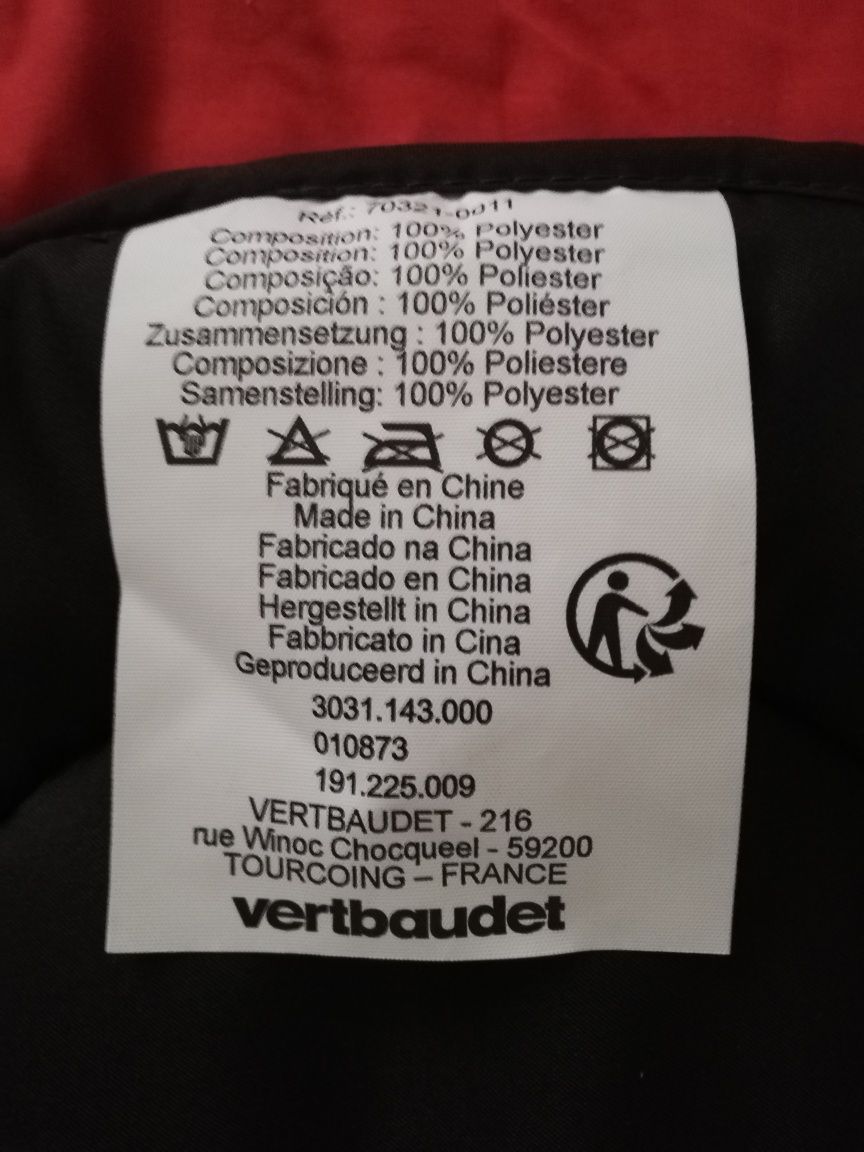 Réf.: 70321-0011
Composition: 100% Polyester
Composition: 100% Polyester
Composição: 100% Poliester
Composición : 100% Poliéster
Zusammensetzung : 100% Polyester
Composizione : 100% Poliestere
Samenstelling: 100% Polyester
Fabriqué en Chine
Made in China
Fabricado na China
Fabricado en China
Hergestellt in China
Fabbricato in Cina
Geproduceerd in China
3031.143.000
010873
191.225.009
VERTBAUDET - 216
rue Winoc Chocqueel - 59200
TOURCOING – FRANCE
vertbaudet